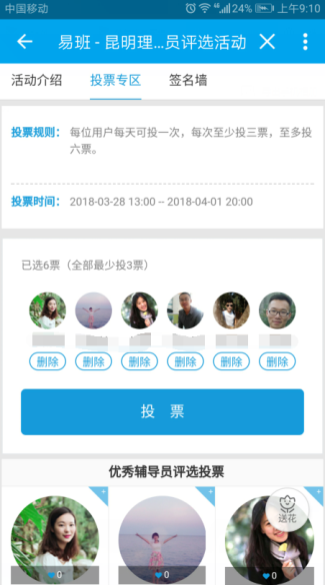 中国移动 24% 上午9:10
易班 - 昆明理...员评选活动
活动介绍 投票专区 签名墙
投票规则： 每位用户每天可投一次，每次至少投三票，至多投
六票。
投票时间： 2018-03-28 13:00 -- 2018-04-01 20:00
已选6票（全部最少投3票）
删除 删除 删除 删除 删除 删除
投 票
优秀辅导员评选投票
送花
0 0 0